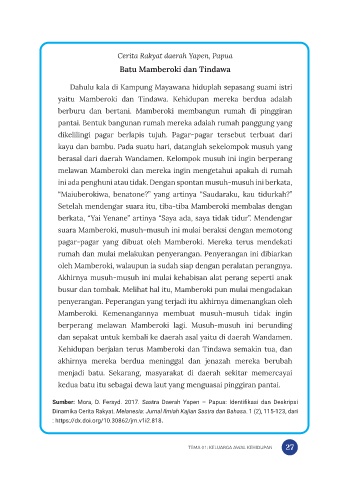 Cerita Rakyat daerah Yapen, Papua
Batu Mamberoki dan Tindawa
Dahulu kala di Kampung Mayawana hiduplah sepasang suami istri
yaitu Mamberoki dan Tindawa. Kehidupan mereka berdua adalah
berburu dan bertani. Mamberoki membangun rumah di pinggiran
pantai. Bentuk bangunan rumah mereka adalah rumah panggung yang
dikelilingi pagar berlapis tujuh. Pagar-pagar tersebut terbuat dari
kayu dan bambu. Pada suatu hari, datanglah sekelompok musuh yang
berasal dari daerah Wandamen. Kelompok musuh ini ingin berperang
melawan Mamberoki dan mereka ingin mengetahui apakah di rumah
ini ada penghuni atau tidak. Dengan spontan musuh-musuh ini berkata,
“Maiuberokiwa, benatone?” yang artinya “Saudaraku, kau tidurkah?”
Setelah mendengar suara itu, tiba-tiba Mamberoki membalas dengan
berkata, “Yai Yenane” artinya “Saya ada, saya tidak tidur”. Mendengar
suara Mamberoki, musuh-musuh ini mulai beraksi dengan memotong
pagar-pagar yang dibuat oleh Mamberoki. Mereka terus mendekati
rumah dan mulai melakukan penyerangan. Penyerangan ini dibiarkan
oleh Mamberoki, walaupun ia sudah siap dengan peralatan perangnya.
Akhirnya musuh-musuh ini mulai kehabisan alat perang seperti anak
busur dan tombak. Melihat hal itu, Mamberoki pun mulai mengadakan
penyerangan. Peperangan yang terjadi itu akhirnya dimenangkan oleh
Mamberoki. Kemenangannya membuat musuh-musuh tidak ingin
berperang melawan Mamberoki lagi. Musuh-musuh ini berunding
dan sepakat untuk kembali ke daerah asal yaitu di daerah Wandamen.
Kehidupan berjalan terus Mamberoki dan Tindawa semakin tua, dan
akhirnya mereka berdua meninggal dan jenazah mereka berubah
menjadi batu. Sekarang, masyarakat di daerah sekitar memercayai
kedua batu itu sebagai dewa laut yang menguasai pinggiran pantai.
Sumber: Mora, D. Fersyd. 2017. Sastra Daerah Yapen – Papua: Identifikasi dan Deskripsi
Dinamika Cerita Rakyat. Melanesia: Jurnal Ilmiah Kajian Sastra dan Bahasa. 1 (2), 115-123, dari
: https://dx.doi.org/10.30862/jm.v1i2.818.
TEMA 01: KELUARGA AWAL KEHIDUPAN 27